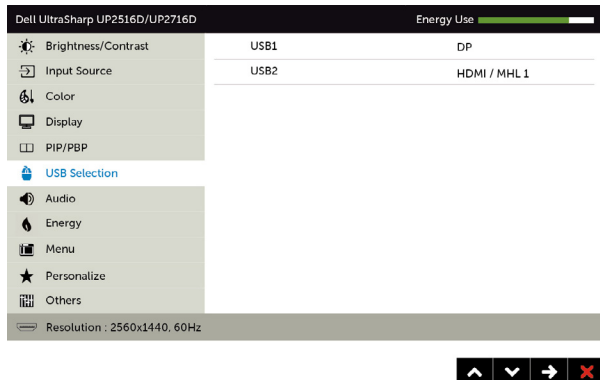 Dell UltraSharp UP2516D/UP2716D Energy Use
Brightness/Contrast USB1 DP
Input Source USB2 HDMI / MHL 1
Color
Display
PIP/PBP
USB Selection
Audio
Energy
Menu
Personalize
Others
Resolution : 2560x1440, 60Hz